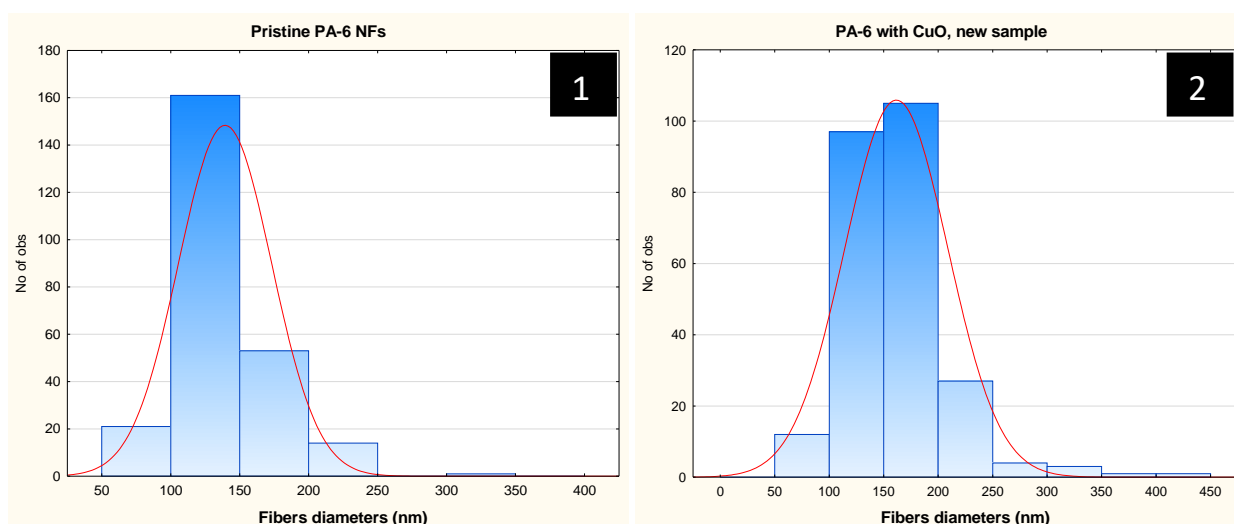 Pristine PA-6 NFs
1
180
160
140
120
100
80
60
40
20
0
No of obs
50 100 150 200 250 300 350 400
Fibers diameters (nm)
PA-6 with CuO, new sample
2
120
100
80
60
40
20
0
No of obs
0 50 100 150 200 250 300 350 400 450
Fibers diameters (nm)